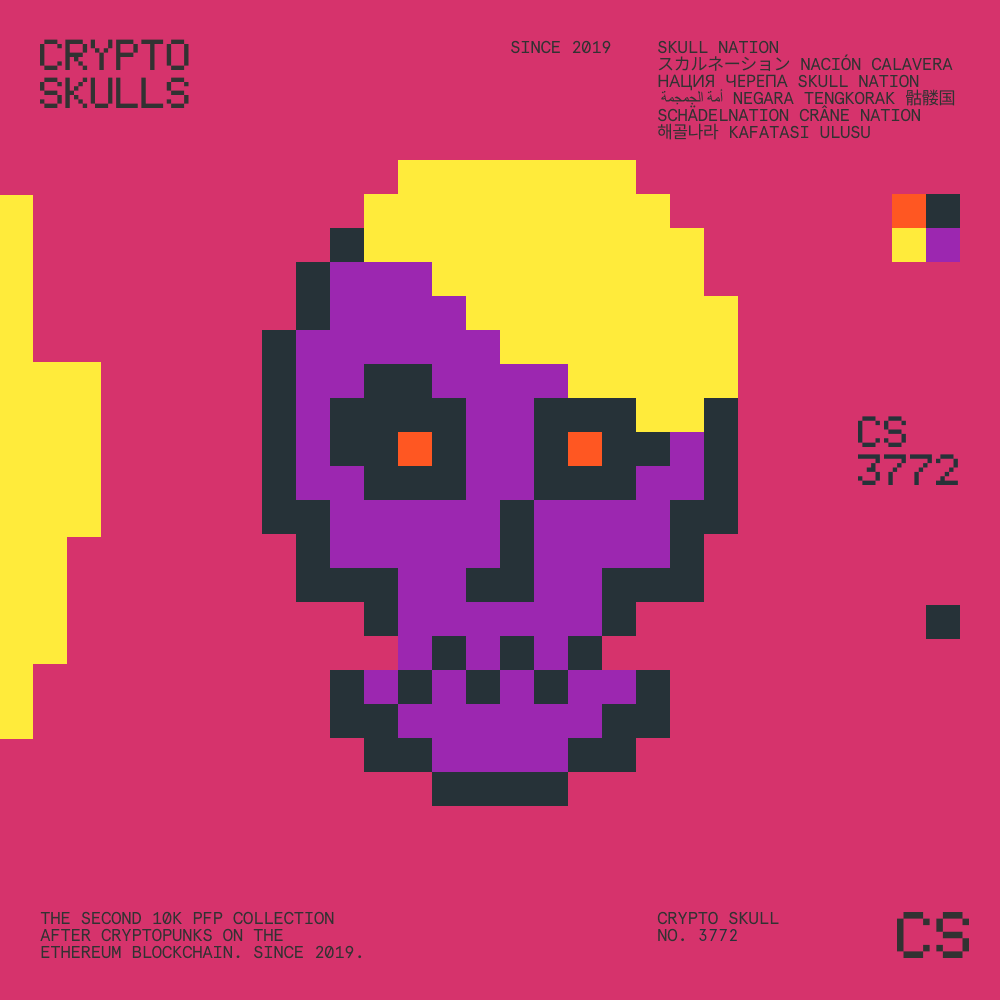 CRYPTO
SKULLS
SINCE 2019
SKULL NATION
スカルネーション NACIÓN CALAVERA
НАЦИЯ ЧЕРЕПА SKULL NATION
أمة الجمجمة NEGARA TENGKORAK 骷髅国
SCHÄDELNATION CRÂNE NATION
해골나라 KAFATASI ULUSU
CS
3772
THE SECOND 10K PFP COLLECTION
AFTER CRYPTOPUNKS ON THE
ETHEREUM BLOCKCHAIN. SINCE 2019.
CRYPTO SKULL
NO. 3772
CS